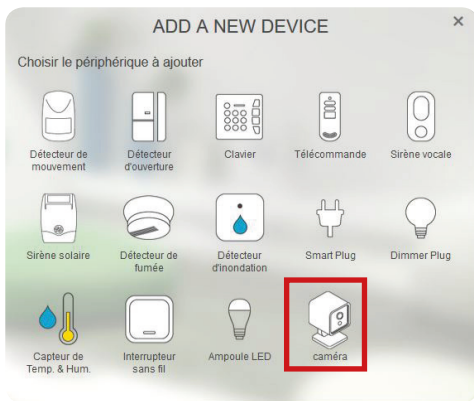 ADD A NEW DEVICE
×
Choisir le périphérique à ajouter
Détecteur de
mouvement
Détecteur
d'ouverture
Clavier
Télécommande
Sirène vocale
Sirène solaire
Détecteur de
fumée
Détecteur
d'inondation
Smart Plug
Dimmer Plug
Capteur de
Temp. & Hum.
Interrupteur
sans fil
Ampoule LED
caméra